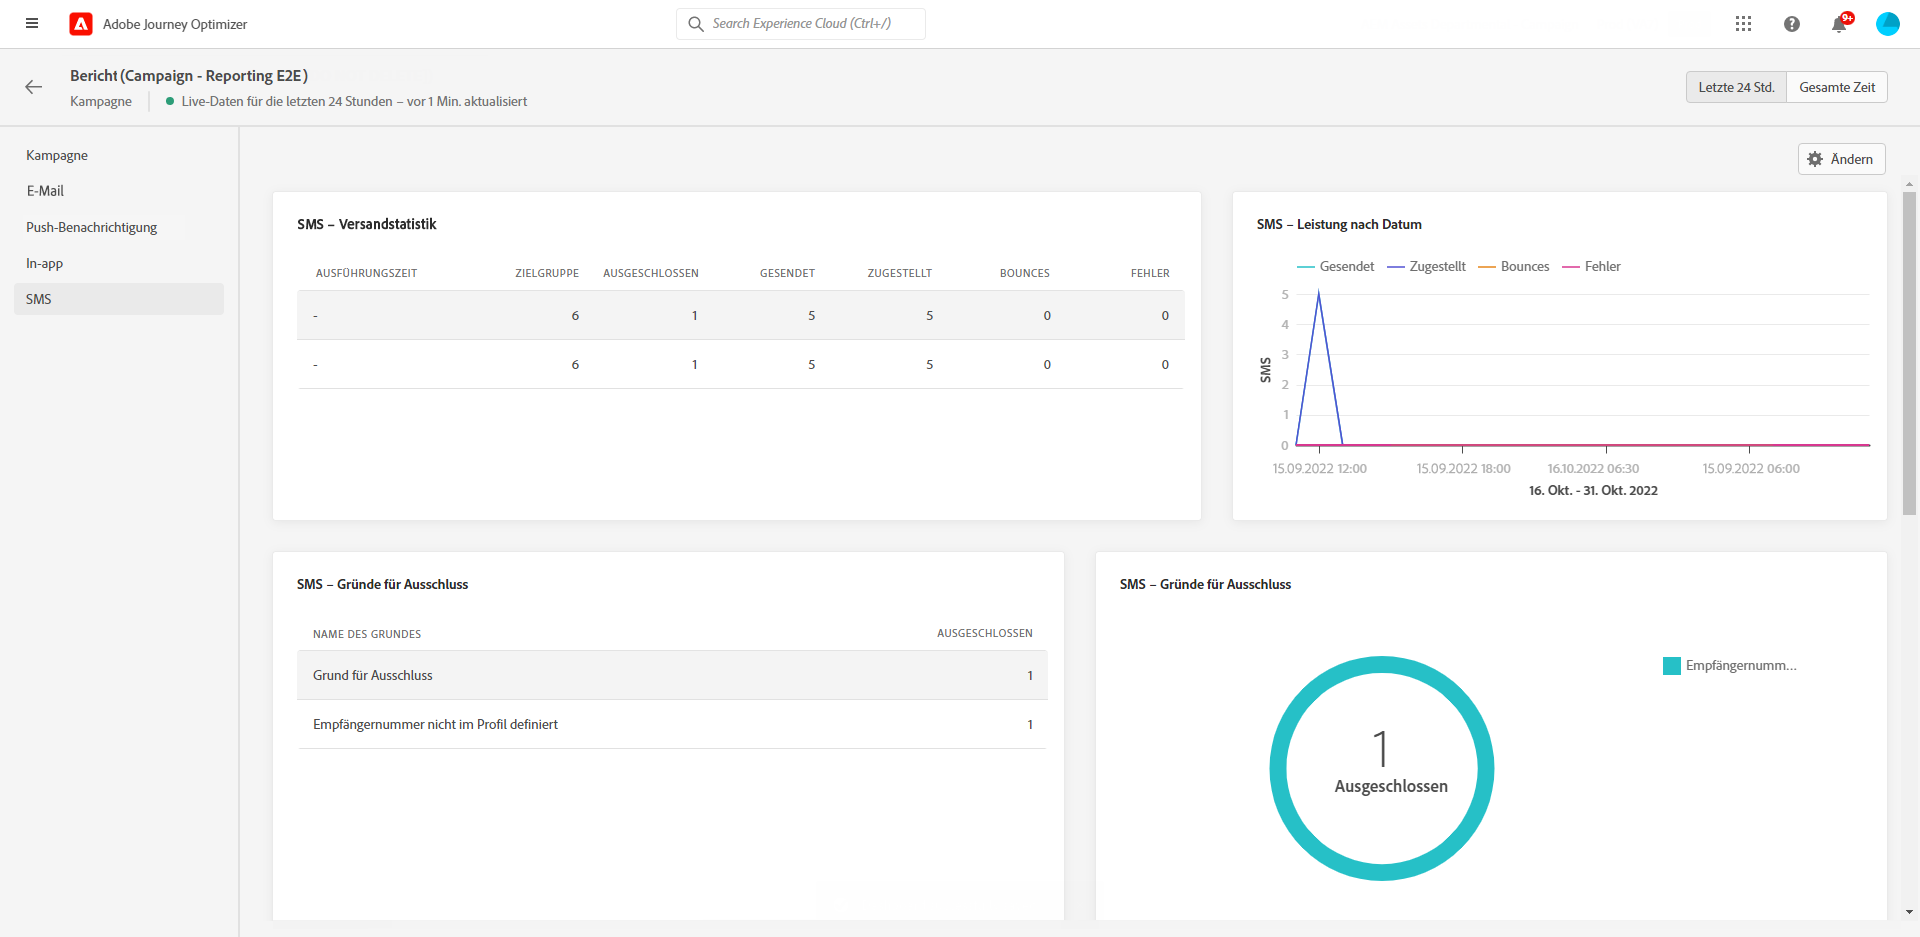 Adobe Journey Optimizer
Search Experience Cloud (Ctrl+/)
9+
Bericht (Campaign - Reporting E2E)
Kampagne
Live-Daten für die letzten 24 Stunden – vor 1 Min. aktualisiert
Letzte 24 Std.
Gesamte Zeit
Kampagne
E-Mail
Push-Benachrichtigung
In-app
SMS
Ändern
SMS – Versandstatistik
AUSFÜHRUNGSZEIT ZIELGRUPPE AUSGESCHLOSSEN GESENDET ZUGESTELLT BOUNCES FEHLER
- 6 1 5 5 0 0
- 6 1 5 5 0 0
SMS – Leistung nach Datum
Gesendet Zugestellt Bounces Fehler
5
4
3
2
1
0
SMS
15.09.2022 12:00 15.09.2022 18:00 16.10.2022 06:30 15.09.2022 06:00
16. Okt. - 31. Okt. 2022
SMS – Gründe für Ausschluss
NAME DES GRUNDES AUSGESCHLOSSEN
Grund für Ausschluss 1
Empfängernummer nicht im Profil definiert 1
SMS – Gründe für Ausschluss
1
Ausgeschlossen
Empfängernumm...